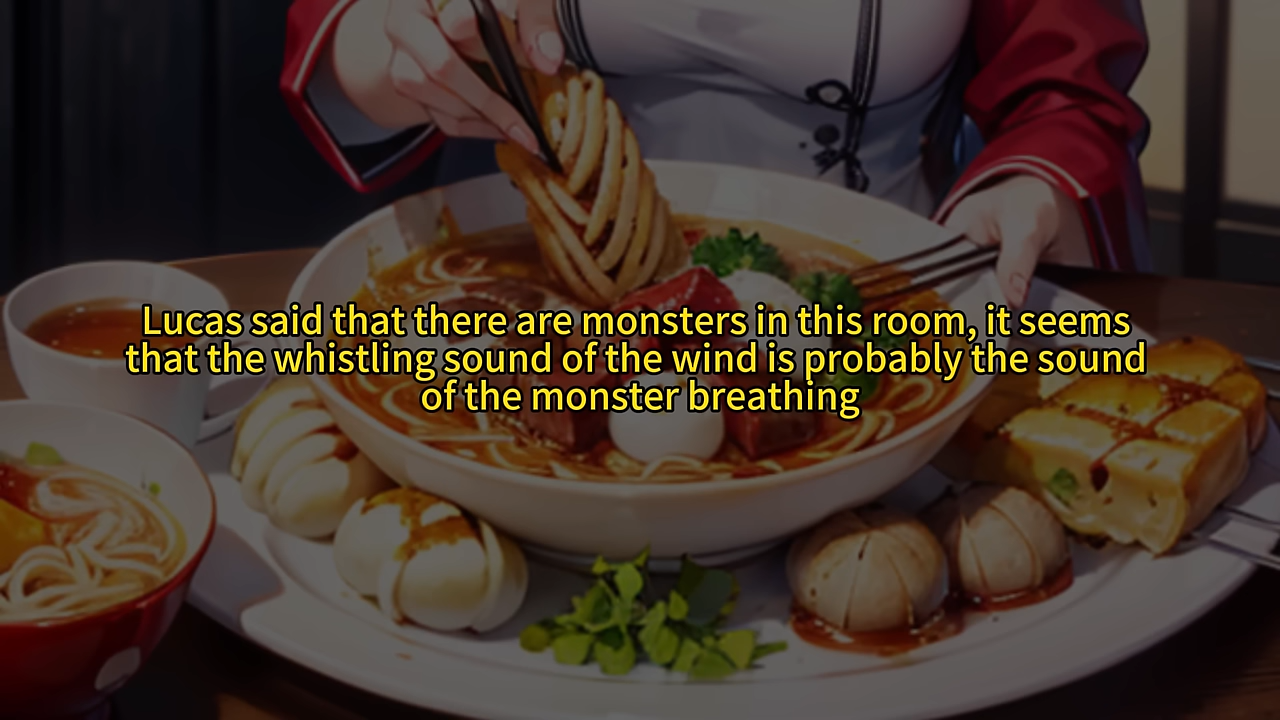 Lucas said that there are monsters in this room, it seems
that the whistling sound of the wind is probably the sound
of the monster breathing